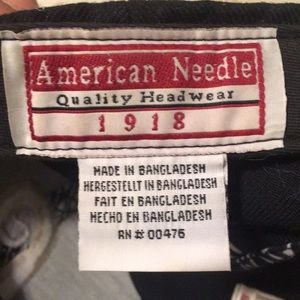 American Needle
Quality Headwear
1918
MADE IN BANGLADESH
HERGESTELLT IN BANGLADESH
FAIT EN BANGLADESH
HECHO EN BANGLADESH
RN# 00476